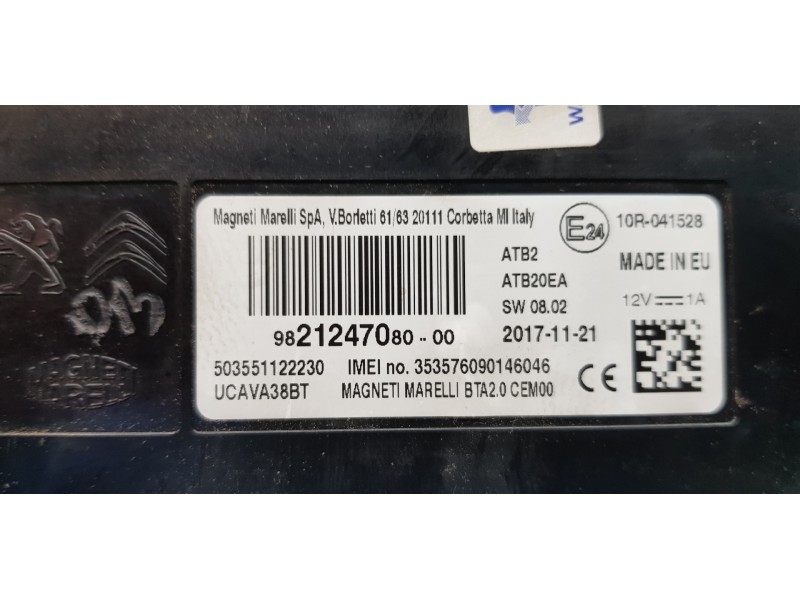 W
Magneti Marelli SpA, V.Borletti 61/63 20111 Corbetta MI Italy
E24
10R-041528
ATB2
ATB20EA
MADE IN EU
SW 08.02
12V 1A
9821247080-00
2017-11-21
503551122230
IMEI no. 353576090146046
UCAVA38BT
MAGNETI MARELLI BTA2.0 CEM00
CE
MAGNETI
MARELLI